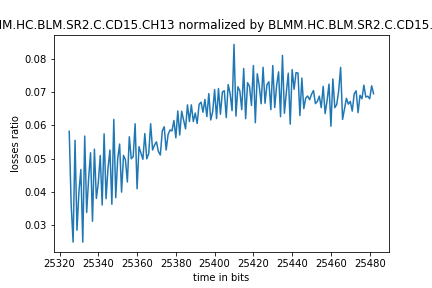 IM.HC.BLM.SR2.C.CD15.CH13 normalized by BLMM.HC.BLM.SR2.C.CD15.
losses ratio
0.08
0.07
0.06
0.05
0.04
0.03
25320 25340 25360 25380 25400 25420 25440 25460 25480
time in bits